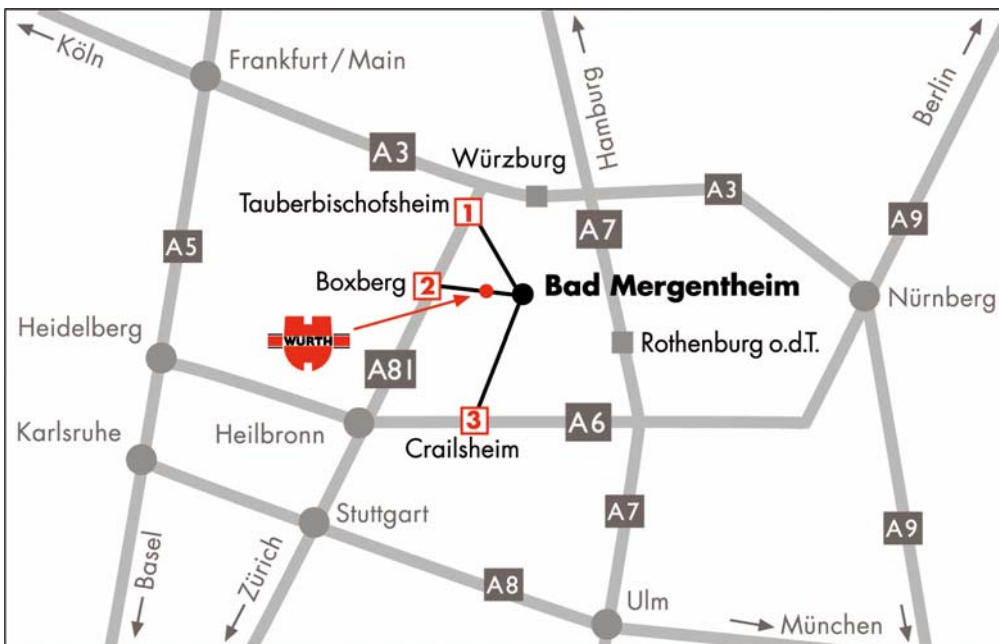 Köln
Frankfurt / Main
Hamburg
Berlin
A3
Würzburg
A3
Tauberbischofsheim
1
A5
A7
A9
Boxberg
2
Bad Mergentheim
Nürnberg
Heidelberg
WÜRTH
Rothenburg o.d.T.
A81
Karlsruhe
Heilbronn
3
A6
Crailsheim
Stuttgart
A7
A9
Basel
Zürich
A8
Ulm
München